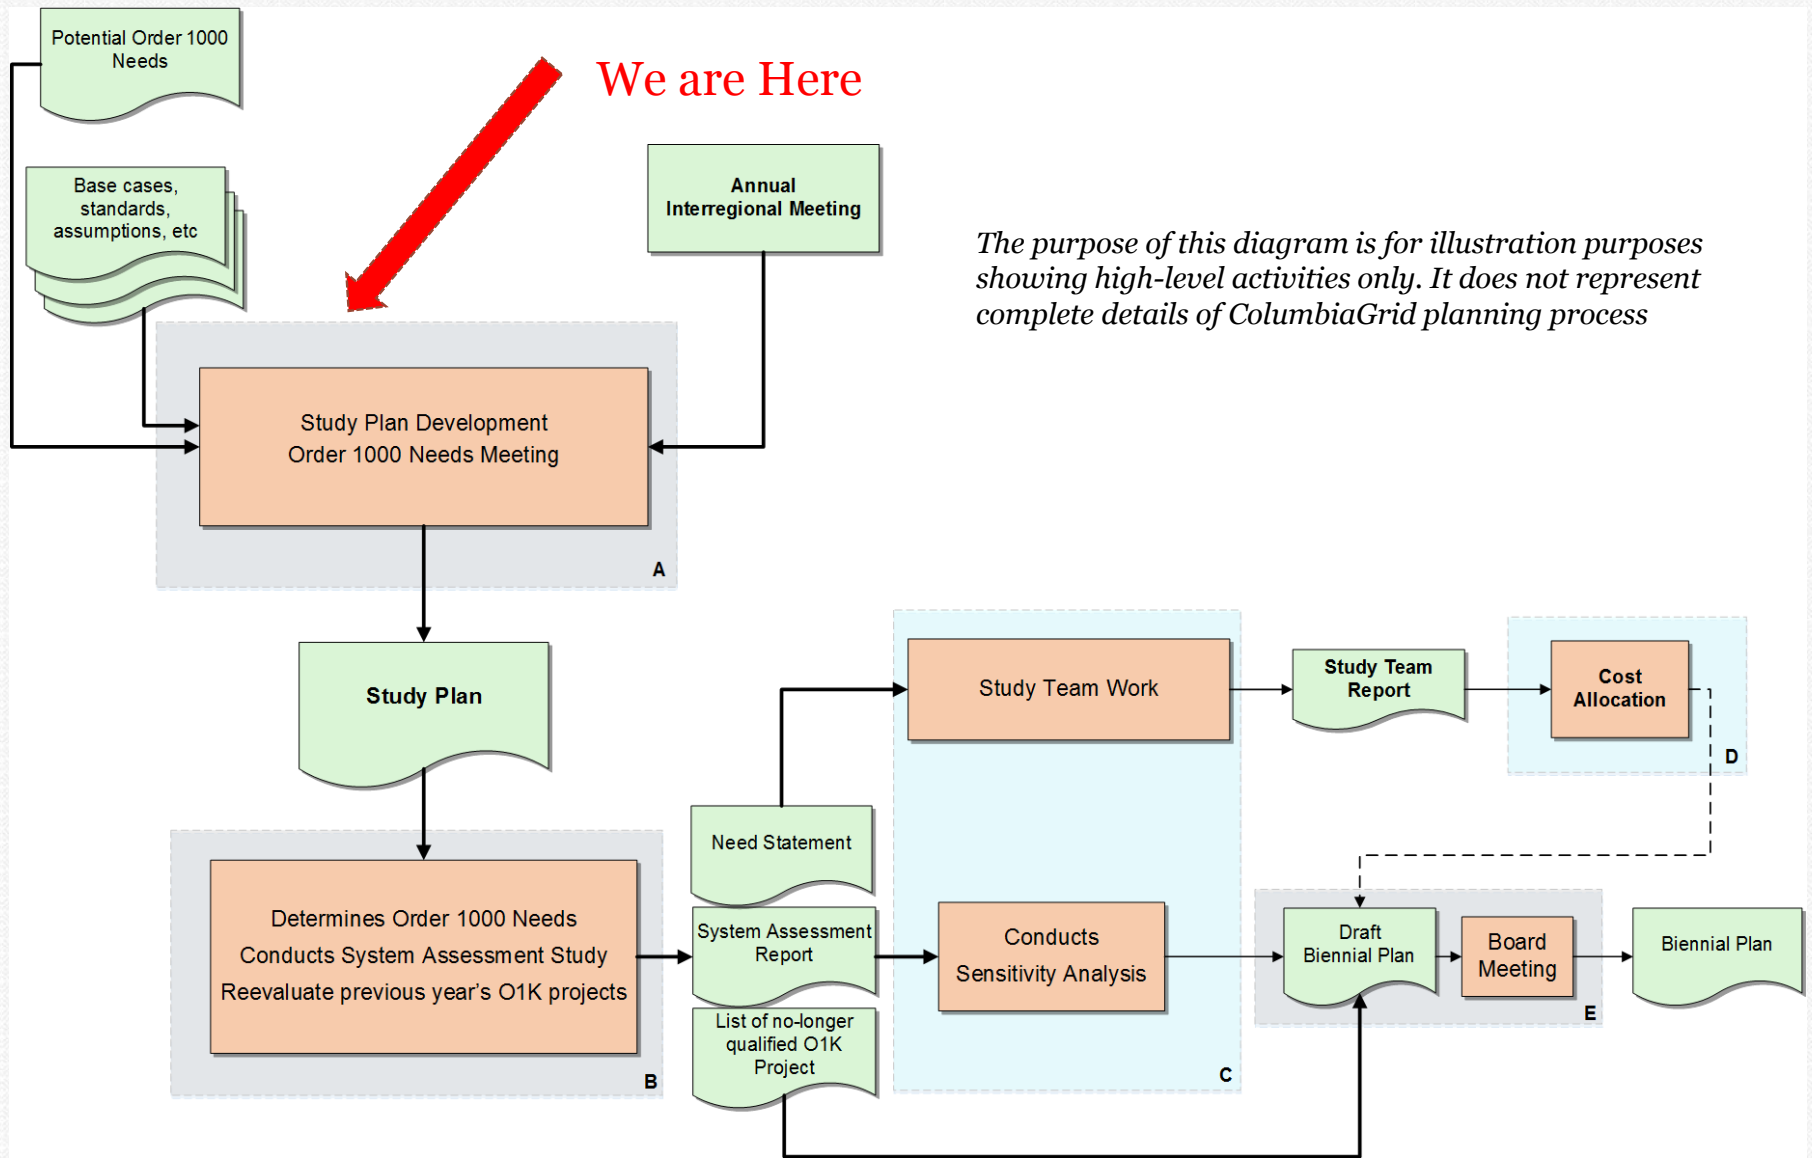 Potential Order 1000
Needs
We are Here
Base cases,
standards,
assumptions, etc
Annual
Interregional Meeting
The purpose of this diagram is for illustration purposes
showing high-level activities only. It does not represent
complete details of ColumbiaGrid planning process
Study Plan Development
Order 1000 Needs Meeting
A
Study Plan
Study Team Work
Study Team
Report
Cost
Allocation
D
Need Statement
Determines Order 1000 Needs
Conducts System Assessment Study
Reevaluate previous year's O1K projects
B
System Assessment
Report
Conducts
Sensitivity Analysis
C
Draft
Biennial Plan
Board
Meeting
E
Biennial Plan
List of no-longer
qualified O1K
Project